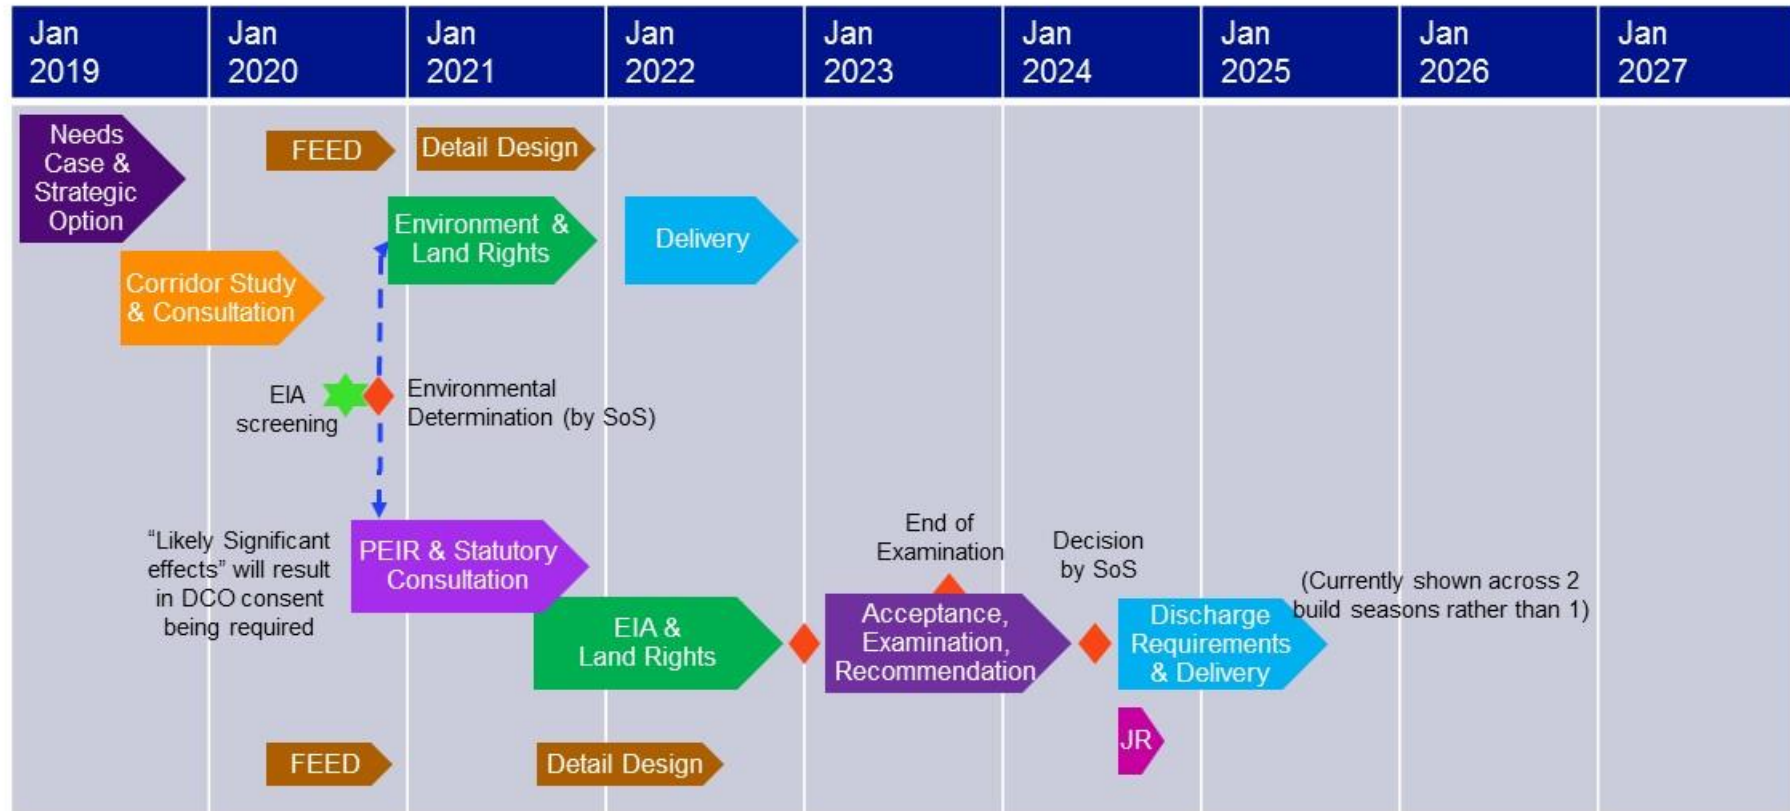 Jan
2019
Jan
2020
Jan
2021
Jan
2022
Jan
2023
Jan
2024
Jan
2025
Jan
2026
Jan
2027
Needs
Case &
Strategic
Option
FEED
Detail Design
Environment &
Land Rights
Delivery
Corridor Study
& Consultation
EIA
screening
Environmental
Determination (by SoS)
“Likely Significant
effects” will result
in DCO consent
being required
PEIR & Statutory
Consultation
EIA &
Land Rights
End of
Examination
Acceptance,
Examination,
Recommendation
Decision
by SoS
Discharge
Requirements
& Delivery
(Currently shown across 2
build seasons rather than 1)
JR
FEED
Detail Design